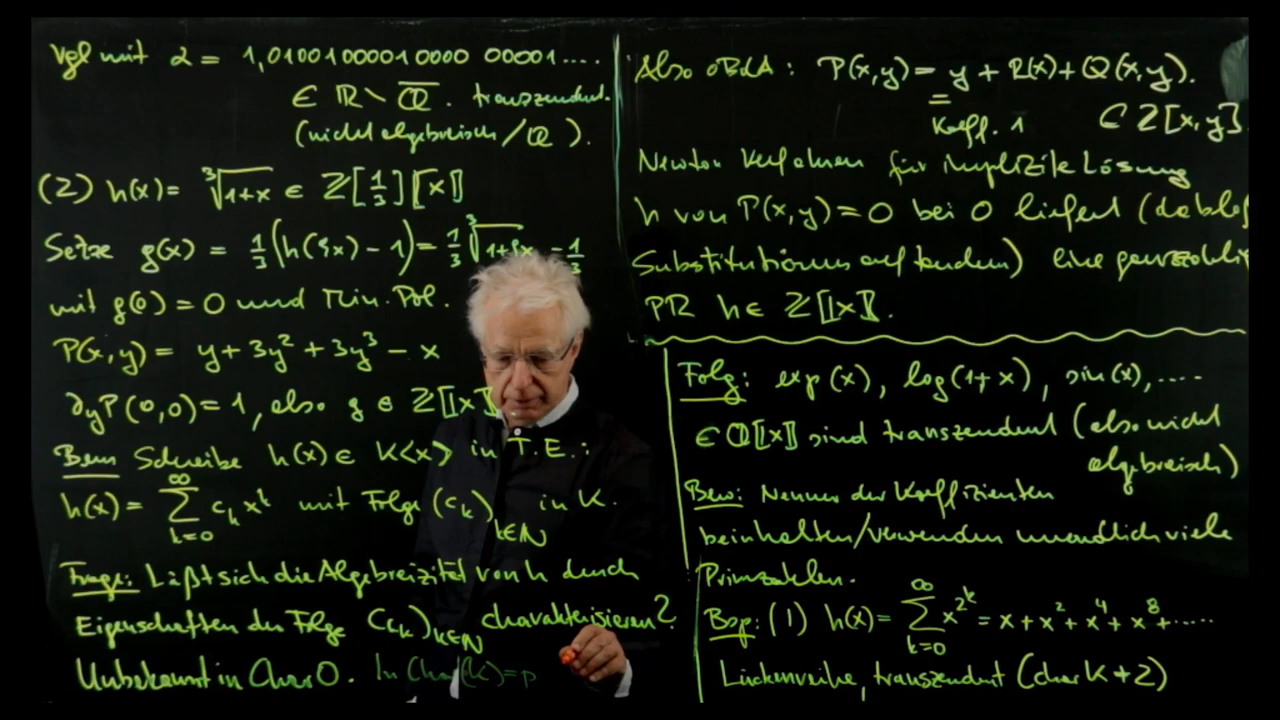 Vgl mit α = 1,01001000010000 00001....
∈ ℝ \ ℚ̅. transzendent.
(nicht algebraisch/ℚ).
(2) h(x) = ∛(1+x) ∈ ℤ[1/3]⟦x⟧
Setze g(x) = 1/3 (h(9x) - 1) = 1/3 ∛(1+9x) - 1/3
mit g(0) = 0 und Min. Pol.
P(x,y) = y + 3y² + 3y³ - x
∂yP(0,0) = 1, also g ∈ ℤ⟦x⟧
Bem Schreibe h(x) ∈ K<x> in T.E.:
h(x) = ∑_{k=0}^{∞} c_k x^k mit Folge (c_k)_{k∈ℕ} in K.
Frage: Läßt sich die Algebraizität von h durch
Eigenschaften der Folge (c_k)_{k∈ℕ} charakterisieren?
Unbekannt in Char 0. In Char(K) = p
Also oBdA: P(x,y) = y + R(x) + Q(x,y).
Koeff. 1 ∈ ℤ[x,y]
Newton Verfahren für implizite Lösung
h von P(x,y) = 0 bei 0 liefert (da bloß
Substitutionen auftauchen) eine ganzzahlig
PR h ∈ ℤ⟦x⟧.
Folg: exp(x), log(1+x), sin(x),....
∈ ℚ⟦x⟧ sind transzendent (also nicht
algebraisch)
Bew: Nenner der Koeffizienten
beinhalten/verwenden unendlich viele
Primzahlen.
Bsp: (1) h(x) = ∑_{k=0}^{∞} x^{2^k} = x + x² + x⁴ + x⁸ + .....
Lückenreihe, transzendent (char K ≠ 2)